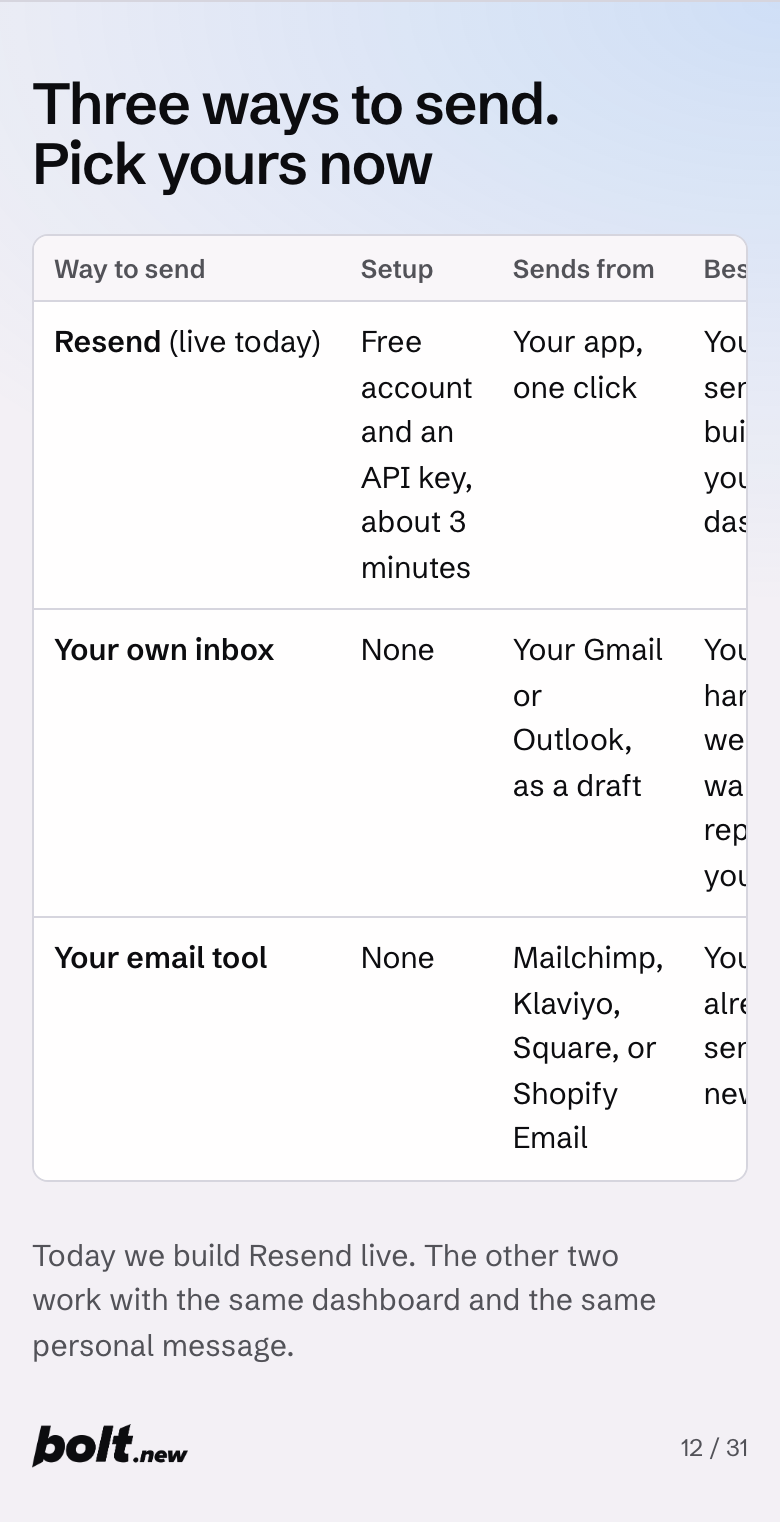 Three ways to send.
Pick yours now
Way to send Setup Sends from
Resend (live today) Free Your app,
account one click
and an
API key,
about 3
minutes
Your own inbox None Your Gmail
or
Outlook,
as a draft
Your email tool None Mailchimp,
Klaviyo,
Square, or
Shopify
Email
Today we build Resend live. The other two
work with the same dashboard and the same
personal message.
bolt.new 12 / 31